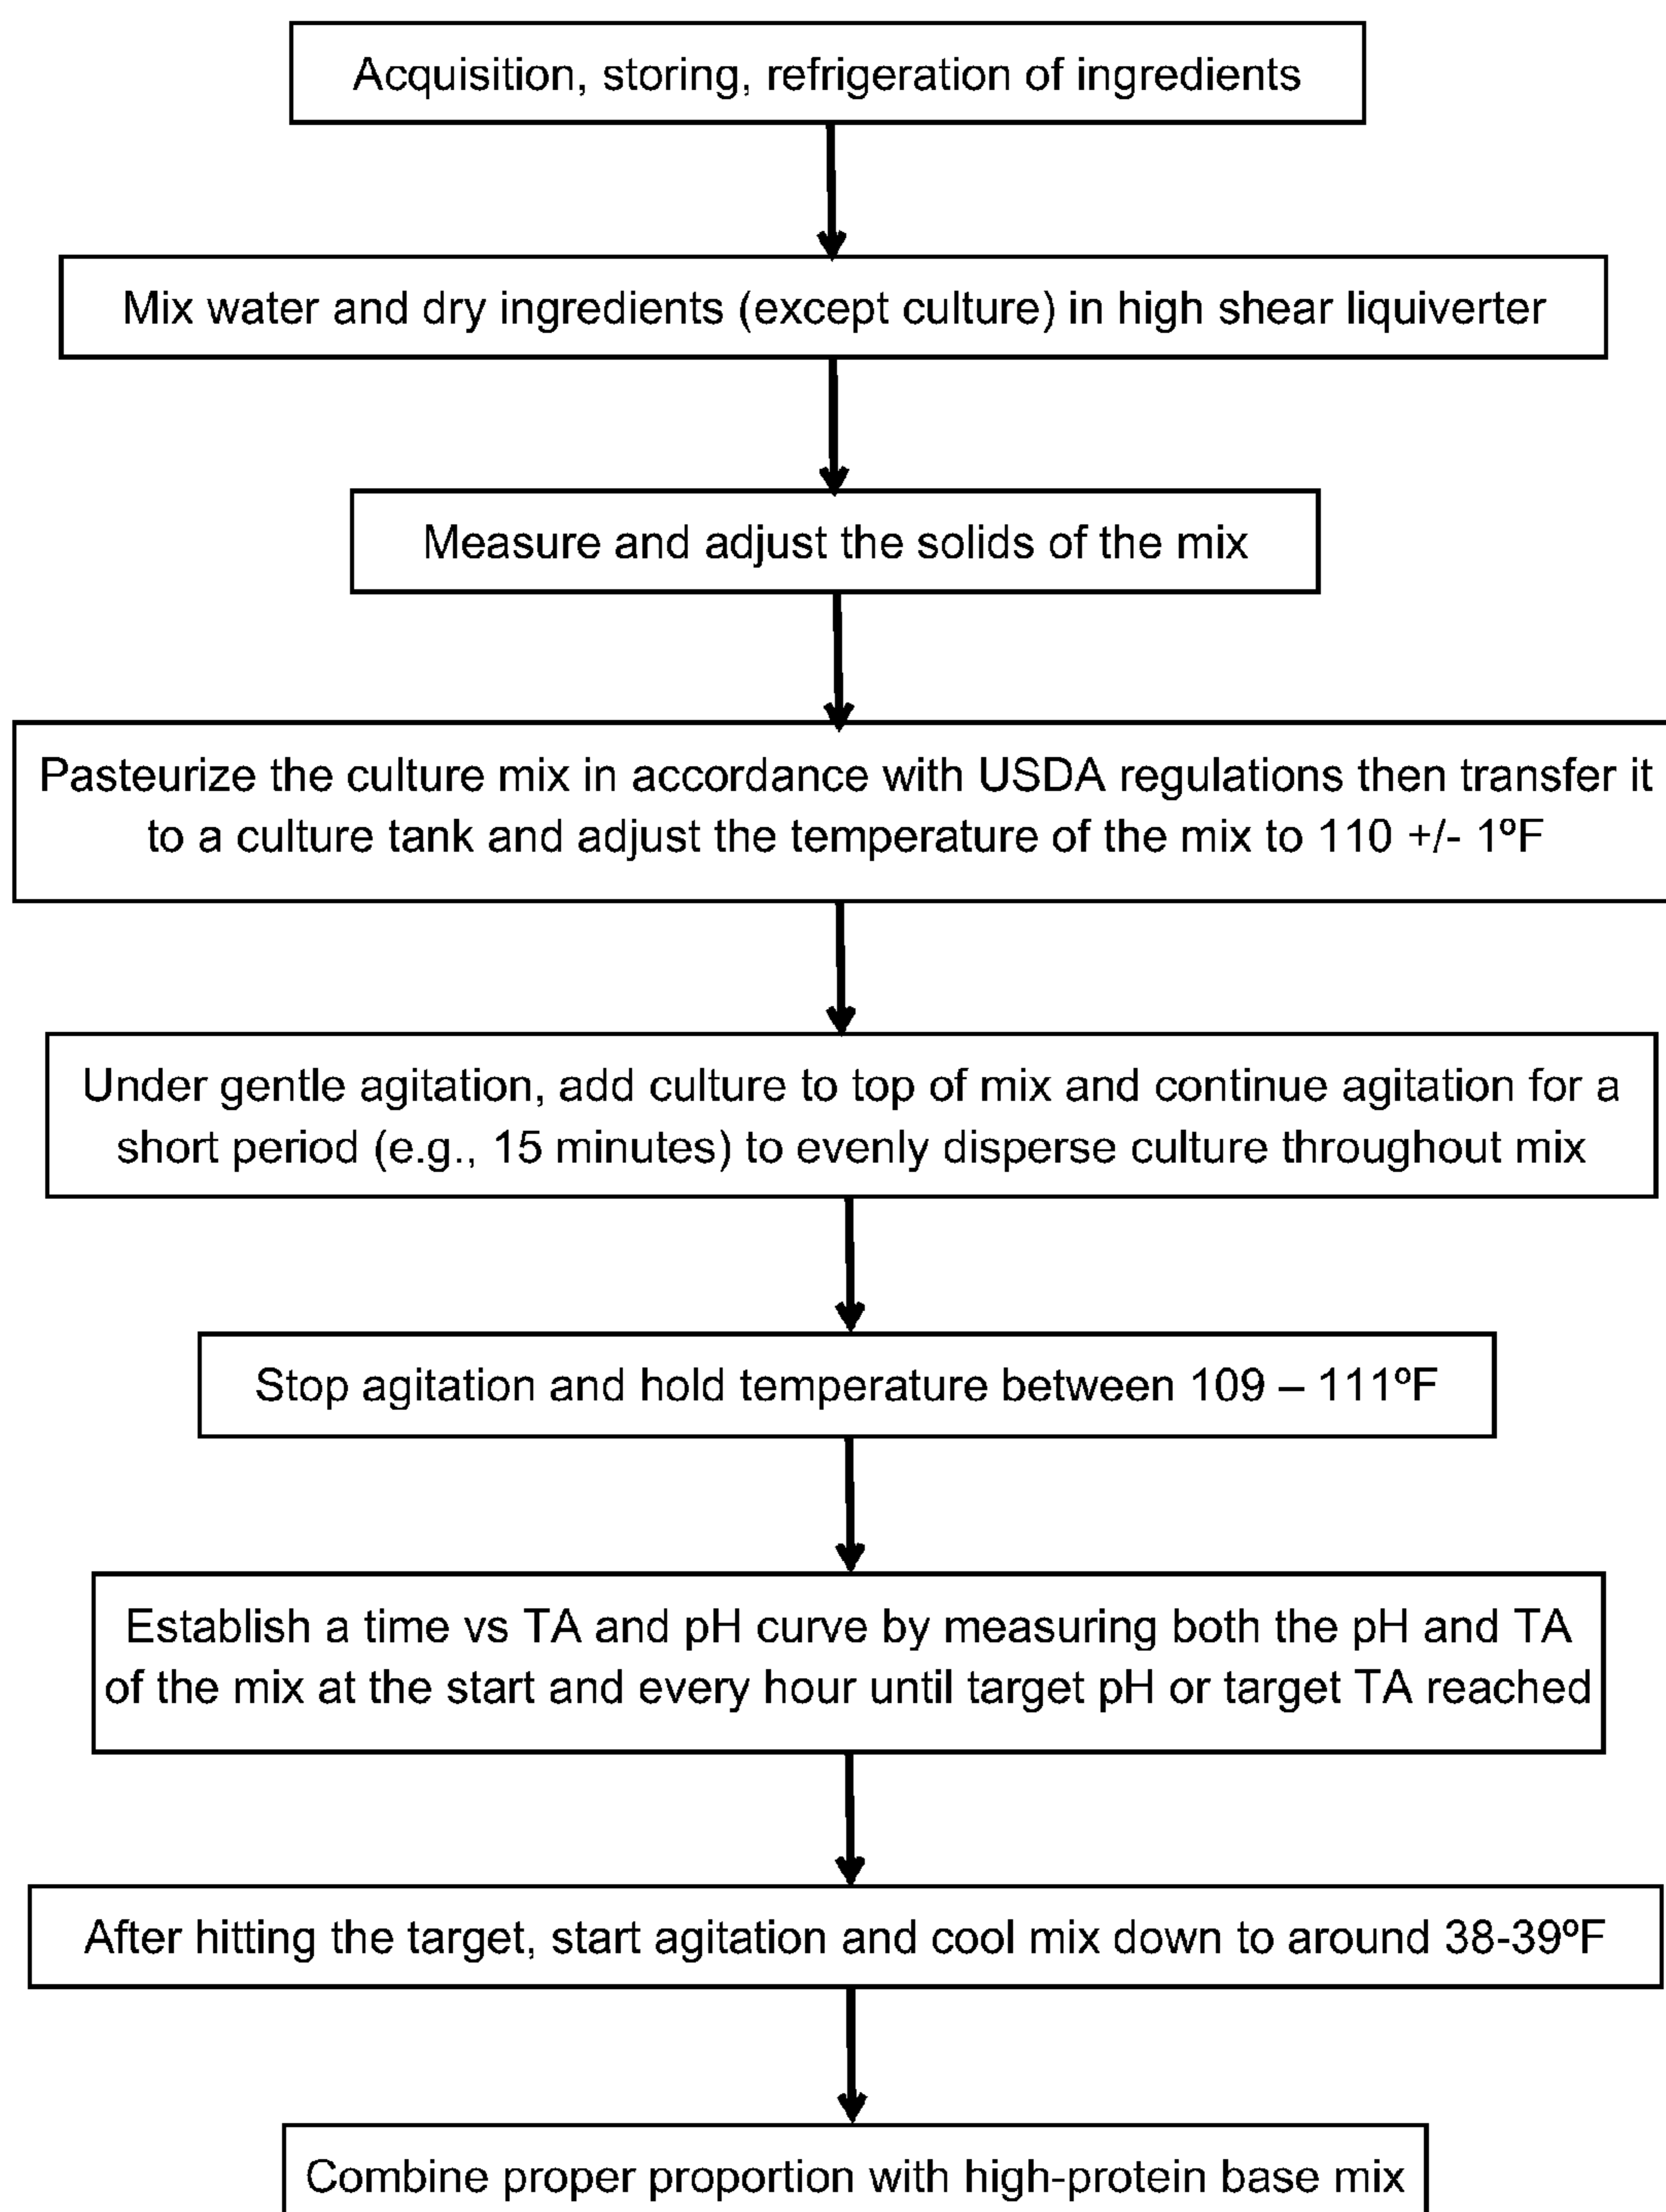 Acquisition, storing, refrigeration of ingredients
Mix water and dry ingredients (except culture) in high shear liquiverter
Measure and adjust the solids of the mix
Pasteurize the culture mix in accordance with USDA regulations then transfer it
to a culture tank and adjust the temperature of the mix to 110 +/- 1ºF
Under gentle agitation, add culture to top of mix and continue agitation for a
short period (e.g., 15 minutes) to evenly disperse culture throughout mix
Stop agitation and hold temperature between 109 – 111ºF
Establish a time vs TA and pH curve by measuring both the pH and TA
of the mix at the start and every hour until target pH or target TA reached
After hitting the target, start agitation and cool mix down to around 38-39ºF
Combine proper proportion with high-protein base mix